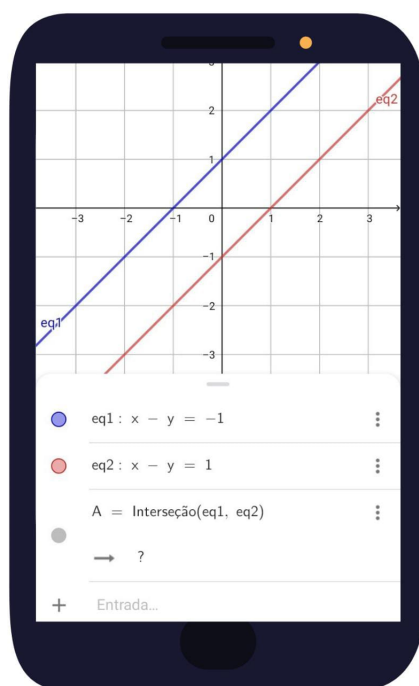 3
2
eq2
1
-3
-2
-1
0
1
2
3
-1
-2
eq1
-3
eq1 : x − y = −1
eq2 : x − y = 1
A = Interseção(eq1, eq2)
→ ?
+ Entrada...